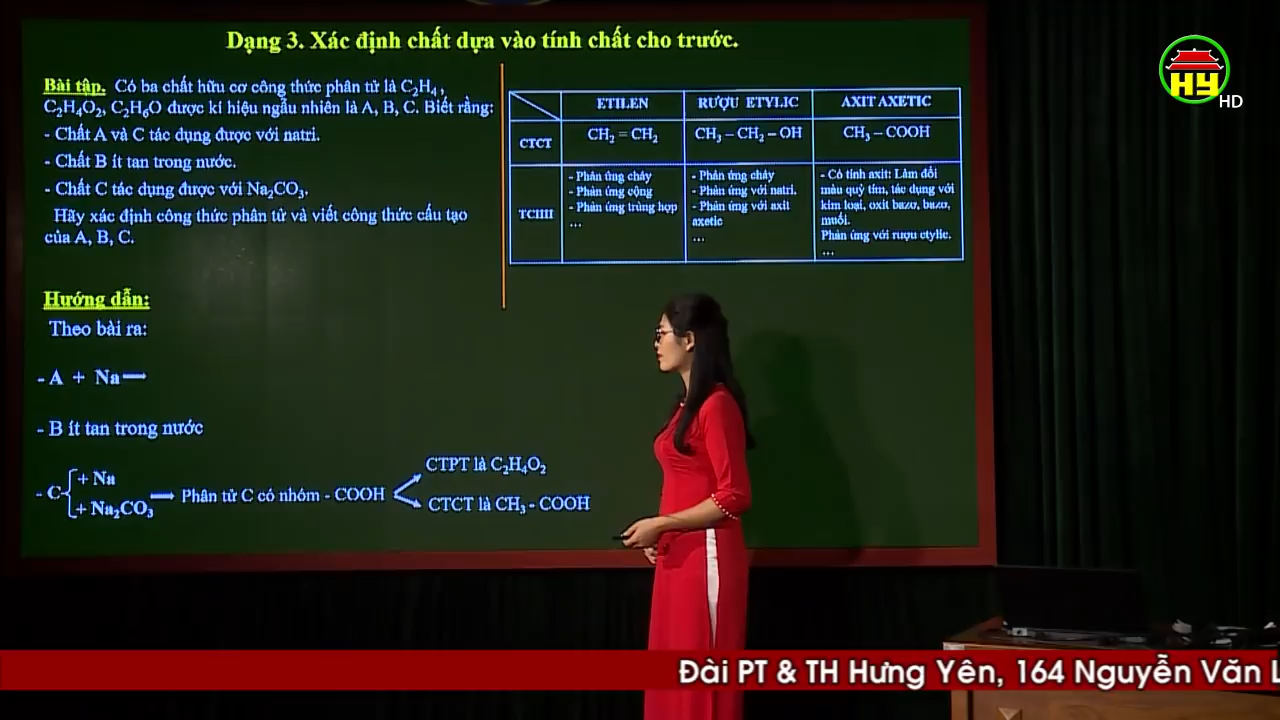 Dạng 3. Xác định chất dựa vào tính chất cho trước.
Bài tập. Có ba chất hữu cơ công thức phân tử là C₂H₄,
C₂H₄O₂, C₂H₆O được kí hiệu ngẫu nhiên là A, B, C. Biết rằng:
- Chất A và C tác dụng được với natri.
- Chất B ít tan trong nước.
- Chất C tác dụng được với Na₂CO₃.
Hãy xác định công thức phân tử và viết công thức cấu tạo
của A, B, C.
ETILEN
RƯỢU ETYLIC
AXIT AXETIC
CTCT
CH₂ = CH₂
CH₃ – CH₂ – OH
CH₃ – COOH
TCHH
- Phản ứng cháy
- Phản ứng cộng
- Phản ứng trùng hợp
...
- Phản ứng cháy
- Phản ứng với natri.
- Phản ứng với axit
axetic
...
- Có tính axit: Làm đổi
màu quỳ tím, tác dụng với
kim loại, oxit bazơ, bazơ,
muối.
Phản ứng với rượu etylic.
...
Hướng dẫn:
Theo bài ra:
- A + Na
- B ít tan trong nước
- C
+ Na
+ Na₂CO₃
Phân tử C có nhóm - COOH
CTPT là C₂H₄O₂
CTCT là CH₃ - COOH
HY
HD
Đài PT & TH Hưng Yên, 164 Nguyễn Văn L